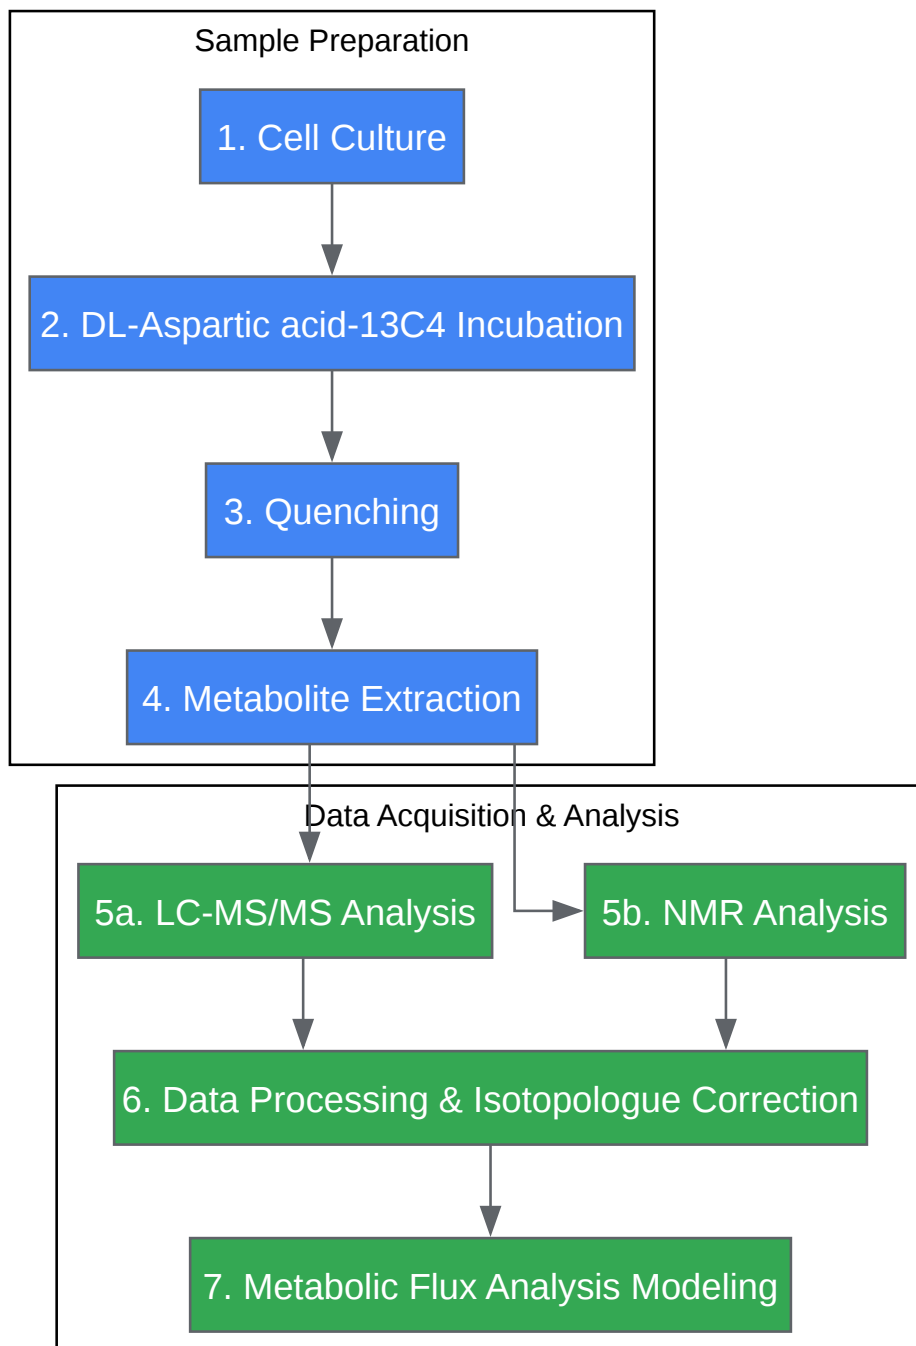 Sample Preparation
1. Cell Culture
2. DL-Aspartic acid-13C4 Incubation
3. Quenching
4. Metabolite Extraction
Data Acquisition & Analysis
5a. LC-MS/MS Analysis
5b. NMR Analysis
6. Data Processing & Isotopologue Correction
7. Metabolic Flux Analysis Modeling